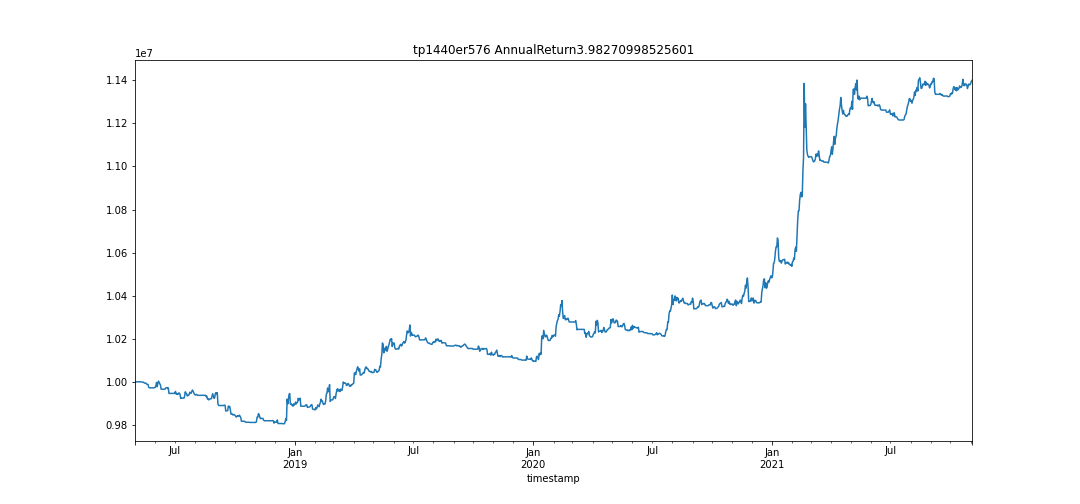 tp1440er576 AnnualReturn3.98270998525601
1e7
1.14
1.12
1.10
1.08
1.06
1.04
1.02
1.00
0.98
Jul
Jan
2019
Jul
Jan
2020
Jul
Jan
2021
Jul
timestamp